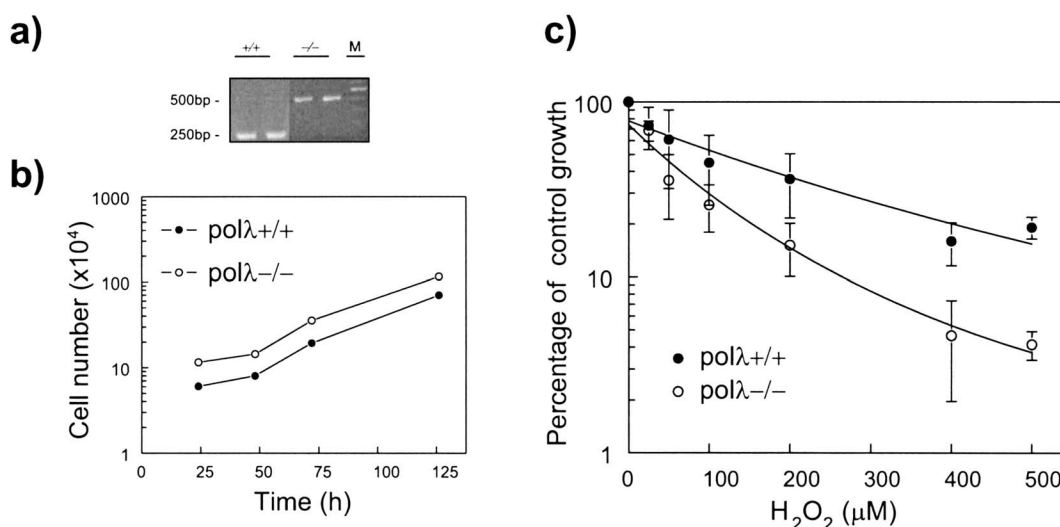 a)
+/+ −/− M
500bp -
250bp -
b)
1000
100
10
1
Cell number (x10⁴)
polλ+/+
polλ−/−
0 25 50 75 100 125
Time (h)
c)
100
10
1
Percentage of control growth
polλ+/+
polλ−/−
0 100 200 300 400 500
H₂O₂ (µM)